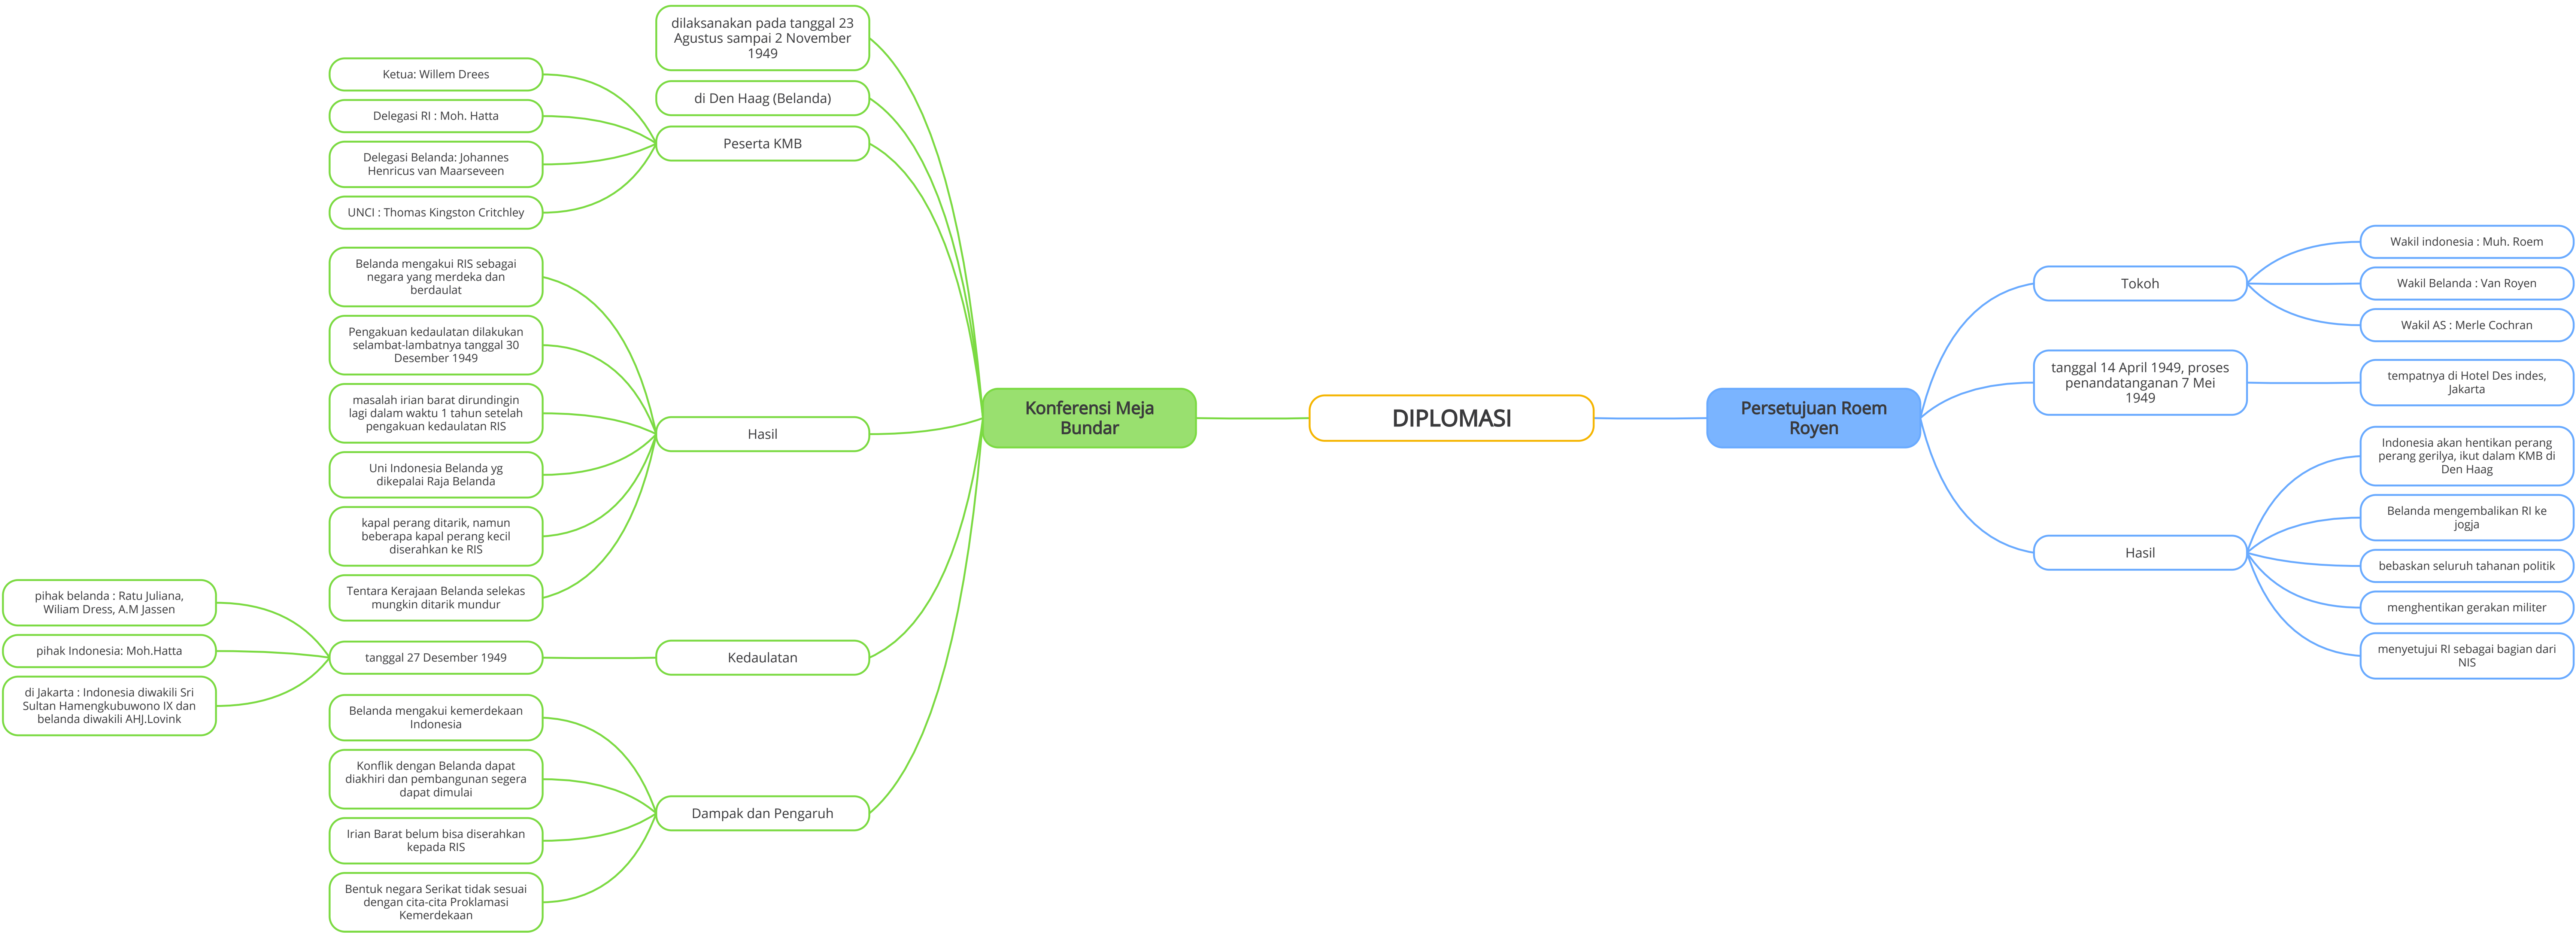 DIPLOMASI
Konferensi Meja
Bundar
dilaksanakan pada tanggal 23
Agustus sampai 2 November
1949
di Den Haag (Belanda)
Peserta KMB
Ketua: Willem Drees
Delegasi RI : Moh. Hatta
Delegasi Belanda: Johannes
Henricus van Maarseveen
UNCI : Thomas Kingston Critchley
Hasil
Belanda mengakui RIS sebagai
negara yang merdeka dan
berdaulat
Pengakuan kedaulatan dilakukan
selambat-lambatnya tanggal 30
Desember 1949
masalah irian barat dirundingin
lagi dalam waktu 1 tahun setelah
pengakuan kedaulatan RIS
Uni Indonesia Belanda yg
dikepalai Raja Belanda
kapal perang ditarik, namun
beberapa kapal perang kecil
diserahkan ke RIS
Tentara Kerajaan Belanda selekas
mungkin ditarik mundur
Kedaulatan
tanggal 27 Desember 1949
pihak belanda : Ratu Juliana,
Wiliam Dress, A.M Jassen
pihak Indonesia: Moh.Hatta
di Jakarta : Indonesia diwakili Sri
Sultan Hamengkubuwono IX dan
belanda diwakili AHJ.Lovink
Dampak dan Pengaruh
Belanda mengakui kemerdekaan
Indonesia
Konflik dengan Belanda dapat
diakhiri dan pembangunan segera
dapat dimulai
Irian Barat belum bisa diserahkan
kepada RIS
Bentuk negara Serikat tidak sesuai
dengan cita-cita Proklamasi
Kemerdekaan
Persetujuan Roem
Royen
Tokoh
Wakil indonesia : Muh. Roem
Wakil Belanda : Van Royen
Wakil AS : Merle Cochran
tanggal 14 April 1949, proses
penandatanganan 7 Mei
1949
tempatnya di Hotel Des indes,
Jakarta
Hasil
Indonesia akan hentikan perang
perang gerilya, ikut dalam KMB di
Den Haag
Belanda mengembalikan RI ke
jogja
bebaskan seluruh tahanan politik
menghentikan gerakan militer
menyetujui RI sebagai bagian dari
NIS